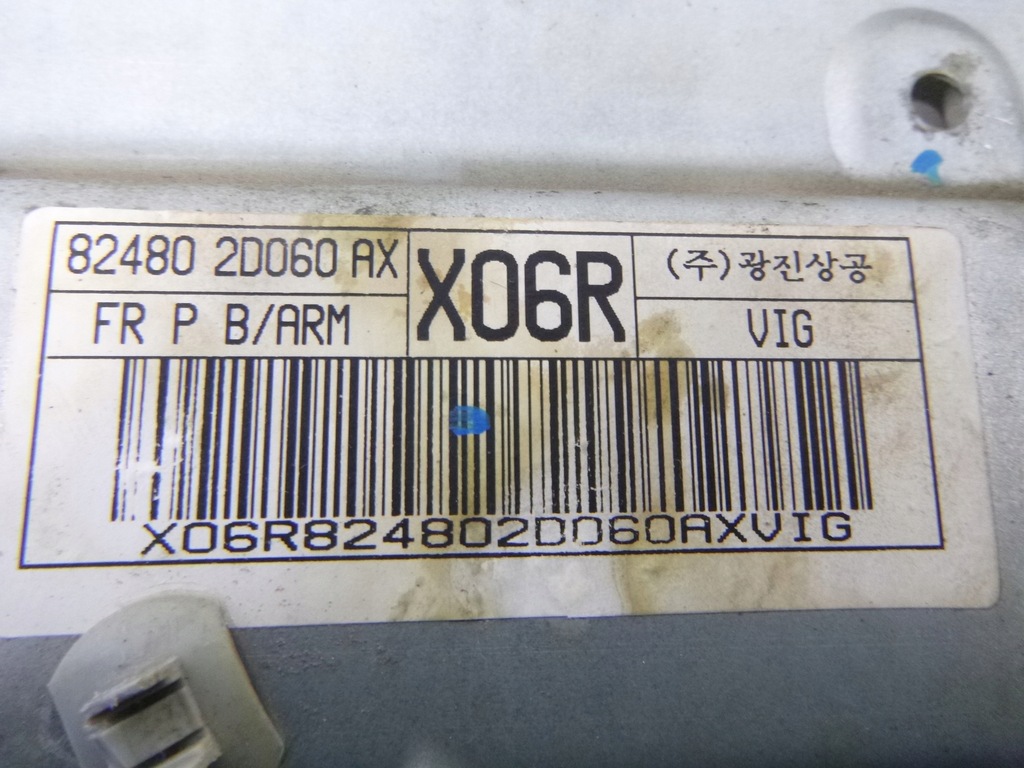 82480 2D060 AX
X06R
(주)광진상공
FR P B/ARM
VIG
X06R824802D060AXVIG